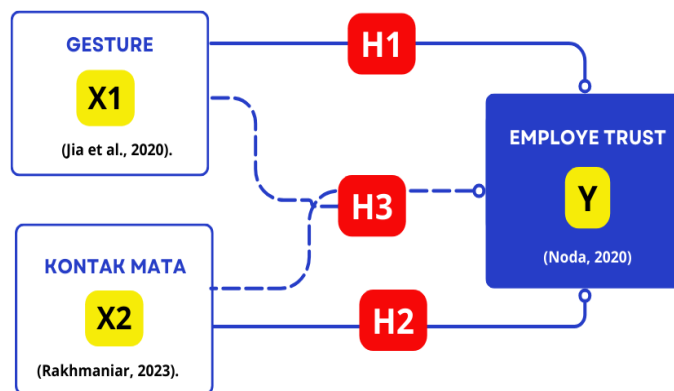 GESTURE
X1
(Jia et al., 2020).
H1
EMPLOYE TRUST
Y
(Noda, 2020)
H3
KONTAK MATA
X2
(Rakhmaniar, 2023).
H2